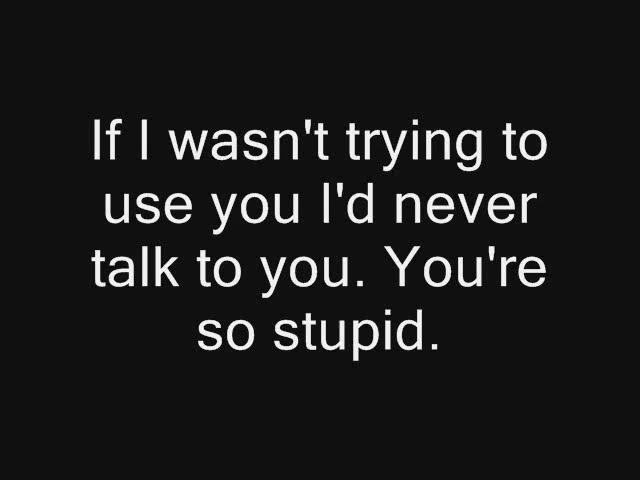 If I wasn't trying to
use you I'd never
talk to you. You're
so stupid.